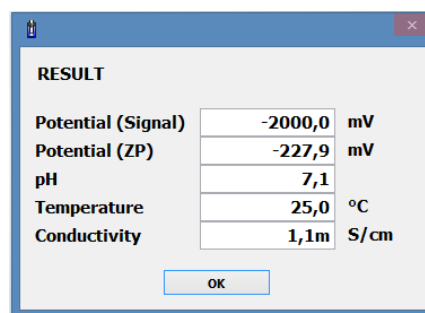 RESULT
Potential (Signal) -2000,0 mV
Potential (ZP) -227,9 mV
pH 7,1
Temperature 25,0 °C
Conductivity 1,1m S/cm
OK